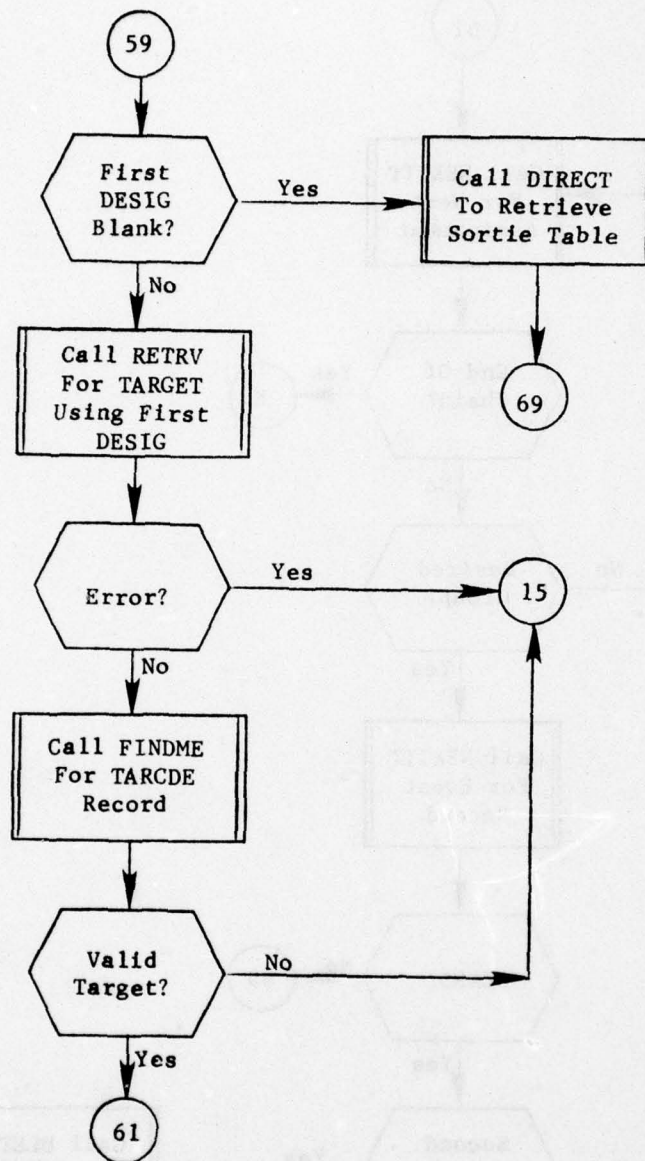 59
First
DESIG
Blank?
Yes
Call DIRECT
To Retrieve
Sortie Table
No
69
Call RETRV
For TARGET
Using First
DESIG
Error?
Yes
15
No
Call FINDME
For TARCDE
Record
Valid
Target?
No
Yes
61